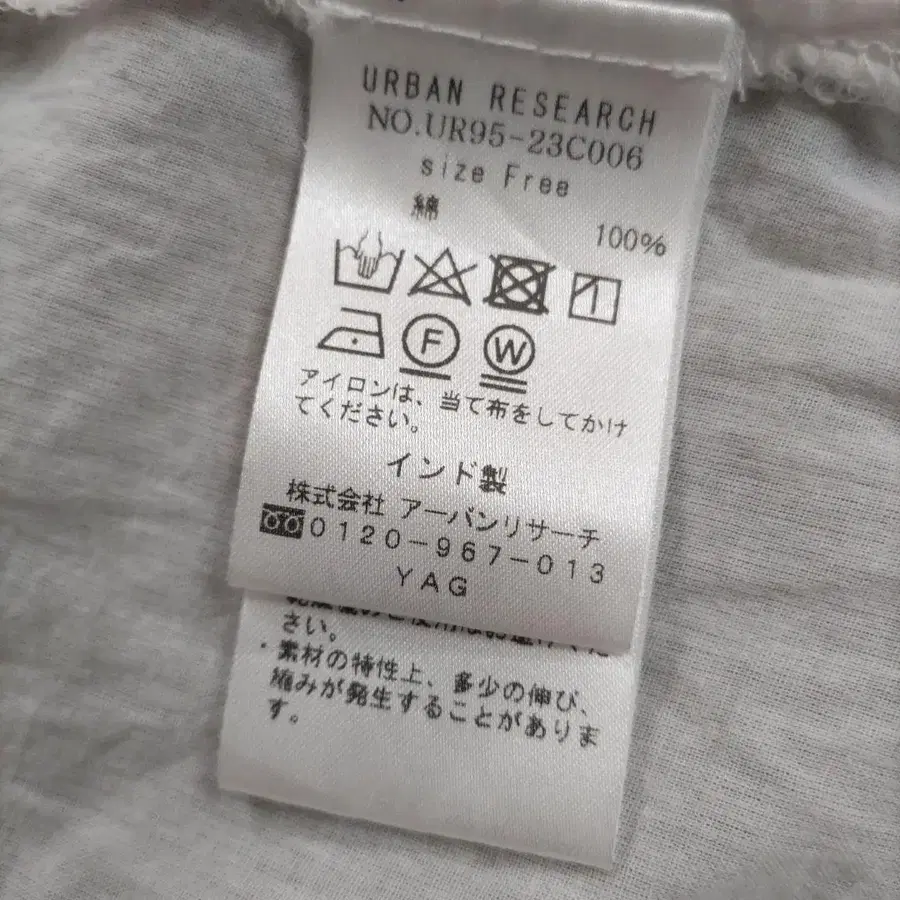 URBAN RESEARCH
NO.UR95-23C006
size Free
綿 100%
F W
アイロンは、当て布をしてかけ
てください。
インド製
株式会社 アーバンリサーチ
0120-967-013
YAG
さい。
・素材の特性上、多少の伸び、
縮みが発生することがありま
す。